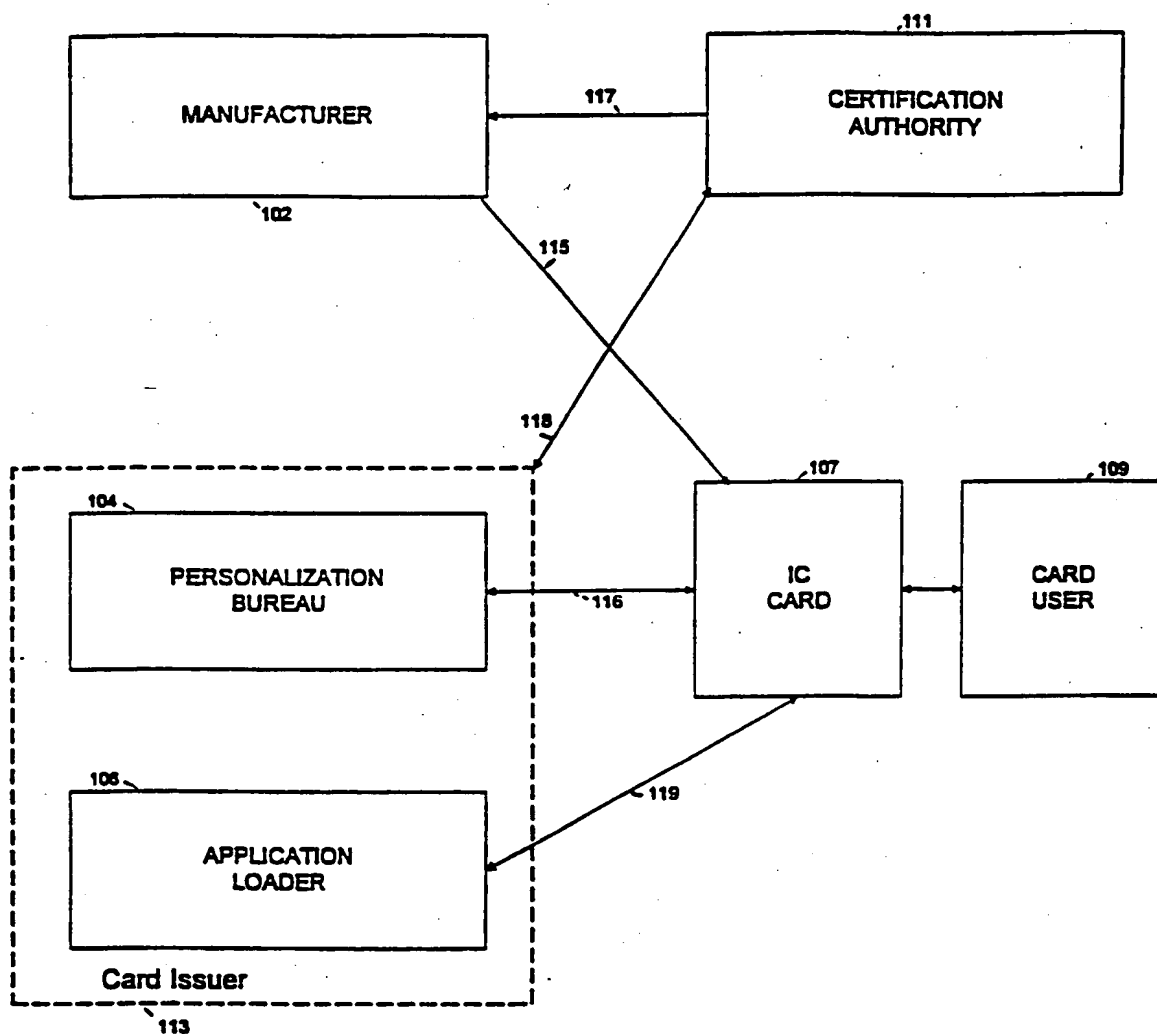 111
MANUFACTURER
117
CERTIFICATION
AUTHORITY
102
115
118
107
109
104
PERSONALIZATION
BUREAU
116
IC
CARD
CARD
USER
APPLICATION
LOADER
119
Card Issuer
113